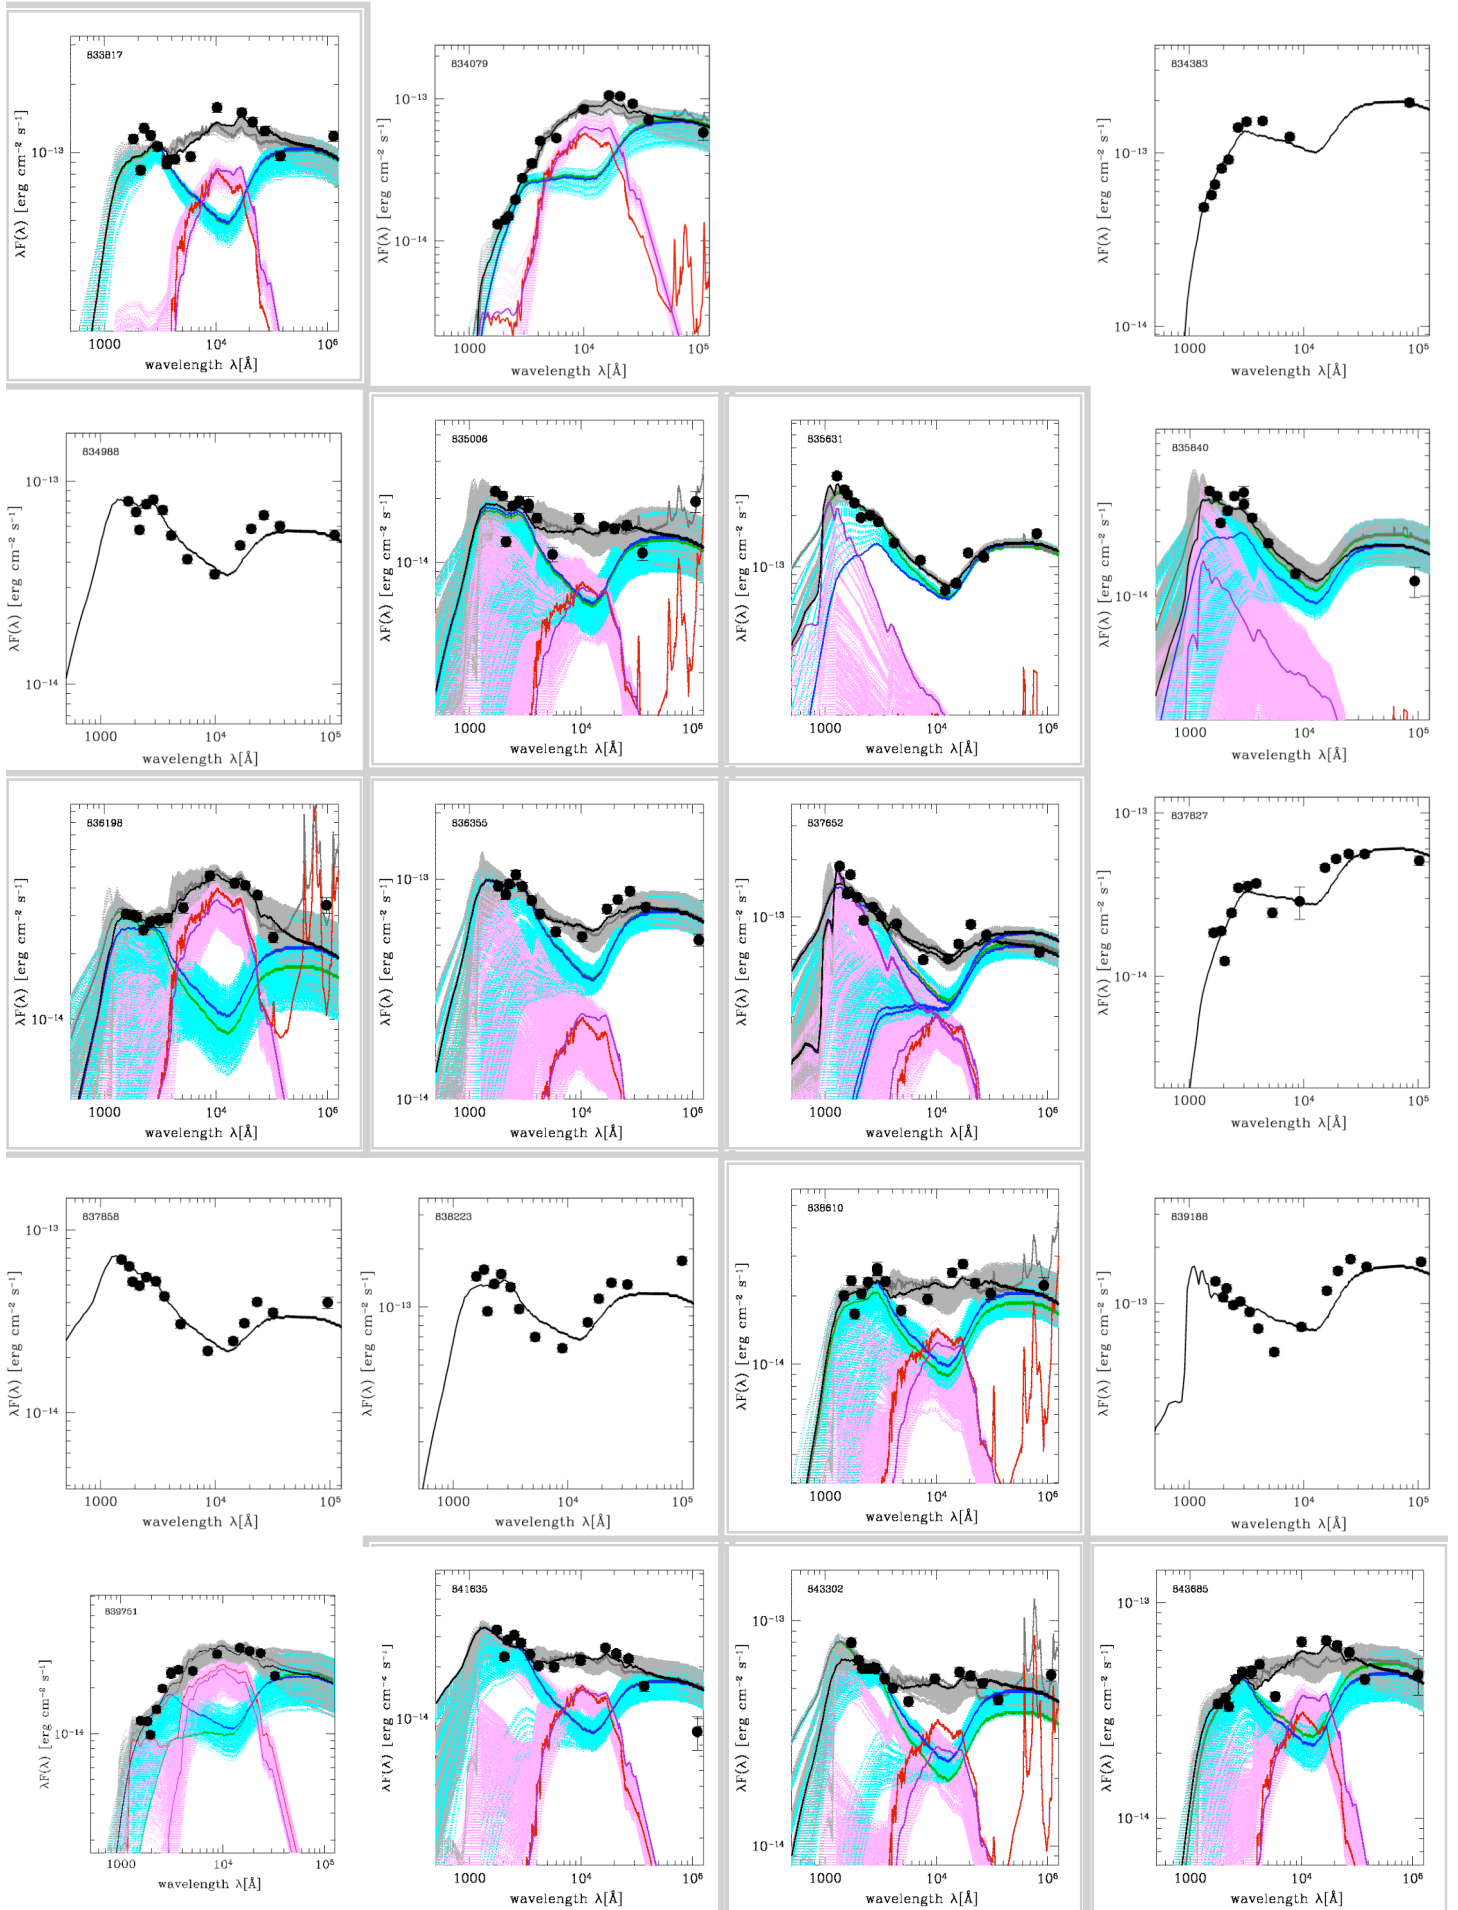 833817
10⁻¹³
λF(λ) [erg cm⁻² s⁻¹]
1000 10⁴ 10⁵
wavelength λ[Å]
834079
10⁻¹³
10⁻¹⁴
λF(λ) [erg cm⁻² s⁻¹]
1000 10⁴ 10⁵
wavelength λ[Å]
834383
10⁻¹³
10⁻¹⁴
λF(λ) [erg cm⁻² s⁻¹]
1000 10⁴ 10⁵
wavelength λ[Å]
834988
10⁻¹³
10⁻¹⁴
λF(λ) [erg cm⁻² s⁻¹]
1000 10⁴ 10⁵
wavelength λ[Å]
835006
10⁻¹⁴
λF(λ) [erg cm⁻² s⁻¹]
1000 10⁴ 10⁵
wavelength λ[Å]
835631
10⁻¹³
λF(λ) [erg cm⁻² s⁻¹]
1000 10⁴ 10⁵
wavelength λ[Å]
835840
10⁻¹⁴
λF(λ) [erg cm⁻² s⁻¹]
1000 10⁴ 10⁵
wavelength λ[Å]
836198
10⁻¹⁴
λF(λ) [erg cm⁻² s⁻¹]
1000 10⁴ 10⁵
wavelength λ[Å]
836355
10⁻¹³
10⁻¹⁴
λF(λ) [erg cm⁻² s⁻¹]
1000 10⁴ 10⁵
wavelength λ[Å]
837652
10⁻¹³
λF(λ) [erg cm⁻² s⁻¹]
1000 10⁴ 10⁵
wavelength λ[Å]
837827
10⁻¹³
10⁻¹⁴
λF(λ) [erg cm⁻² s⁻¹]
1000 10⁴ 10⁵
wavelength λ[Å]
837858
10⁻¹³
10⁻¹⁴
λF(λ) [erg cm⁻² s⁻¹]
1000 10⁴ 10⁵
wavelength λ[Å]
838223
10⁻¹³
λF(λ) [erg cm⁻² s⁻¹]
1000 10⁴ 10⁵
wavelength λ[Å]
838610
10⁻¹⁴
λF(λ) [erg cm⁻² s⁻¹]
1000 10⁴ 10⁵
wavelength λ[Å]
839188
10⁻¹³
λF(λ) [erg cm⁻² s⁻¹]
1000 10⁴ 10⁵
wavelength λ[Å]
839751
10⁻¹⁴
λF(λ) [erg cm⁻² s⁻¹]
1000 10⁴ 10⁵
wavelength λ[Å]
841635
10⁻¹⁴
λF(λ) [erg cm⁻² s⁻¹]
1000 10⁴ 10⁵
wavelength λ[Å]
843302
10⁻¹³
10⁻¹⁴
λF(λ) [erg cm⁻² s⁻¹]
1000 10⁴ 10⁵
wavelength λ[Å]
843685
10⁻¹³
10⁻¹⁴
λF(λ) [erg cm⁻² s⁻¹]
1000 10⁴ 10⁵
wavelength λ[Å]